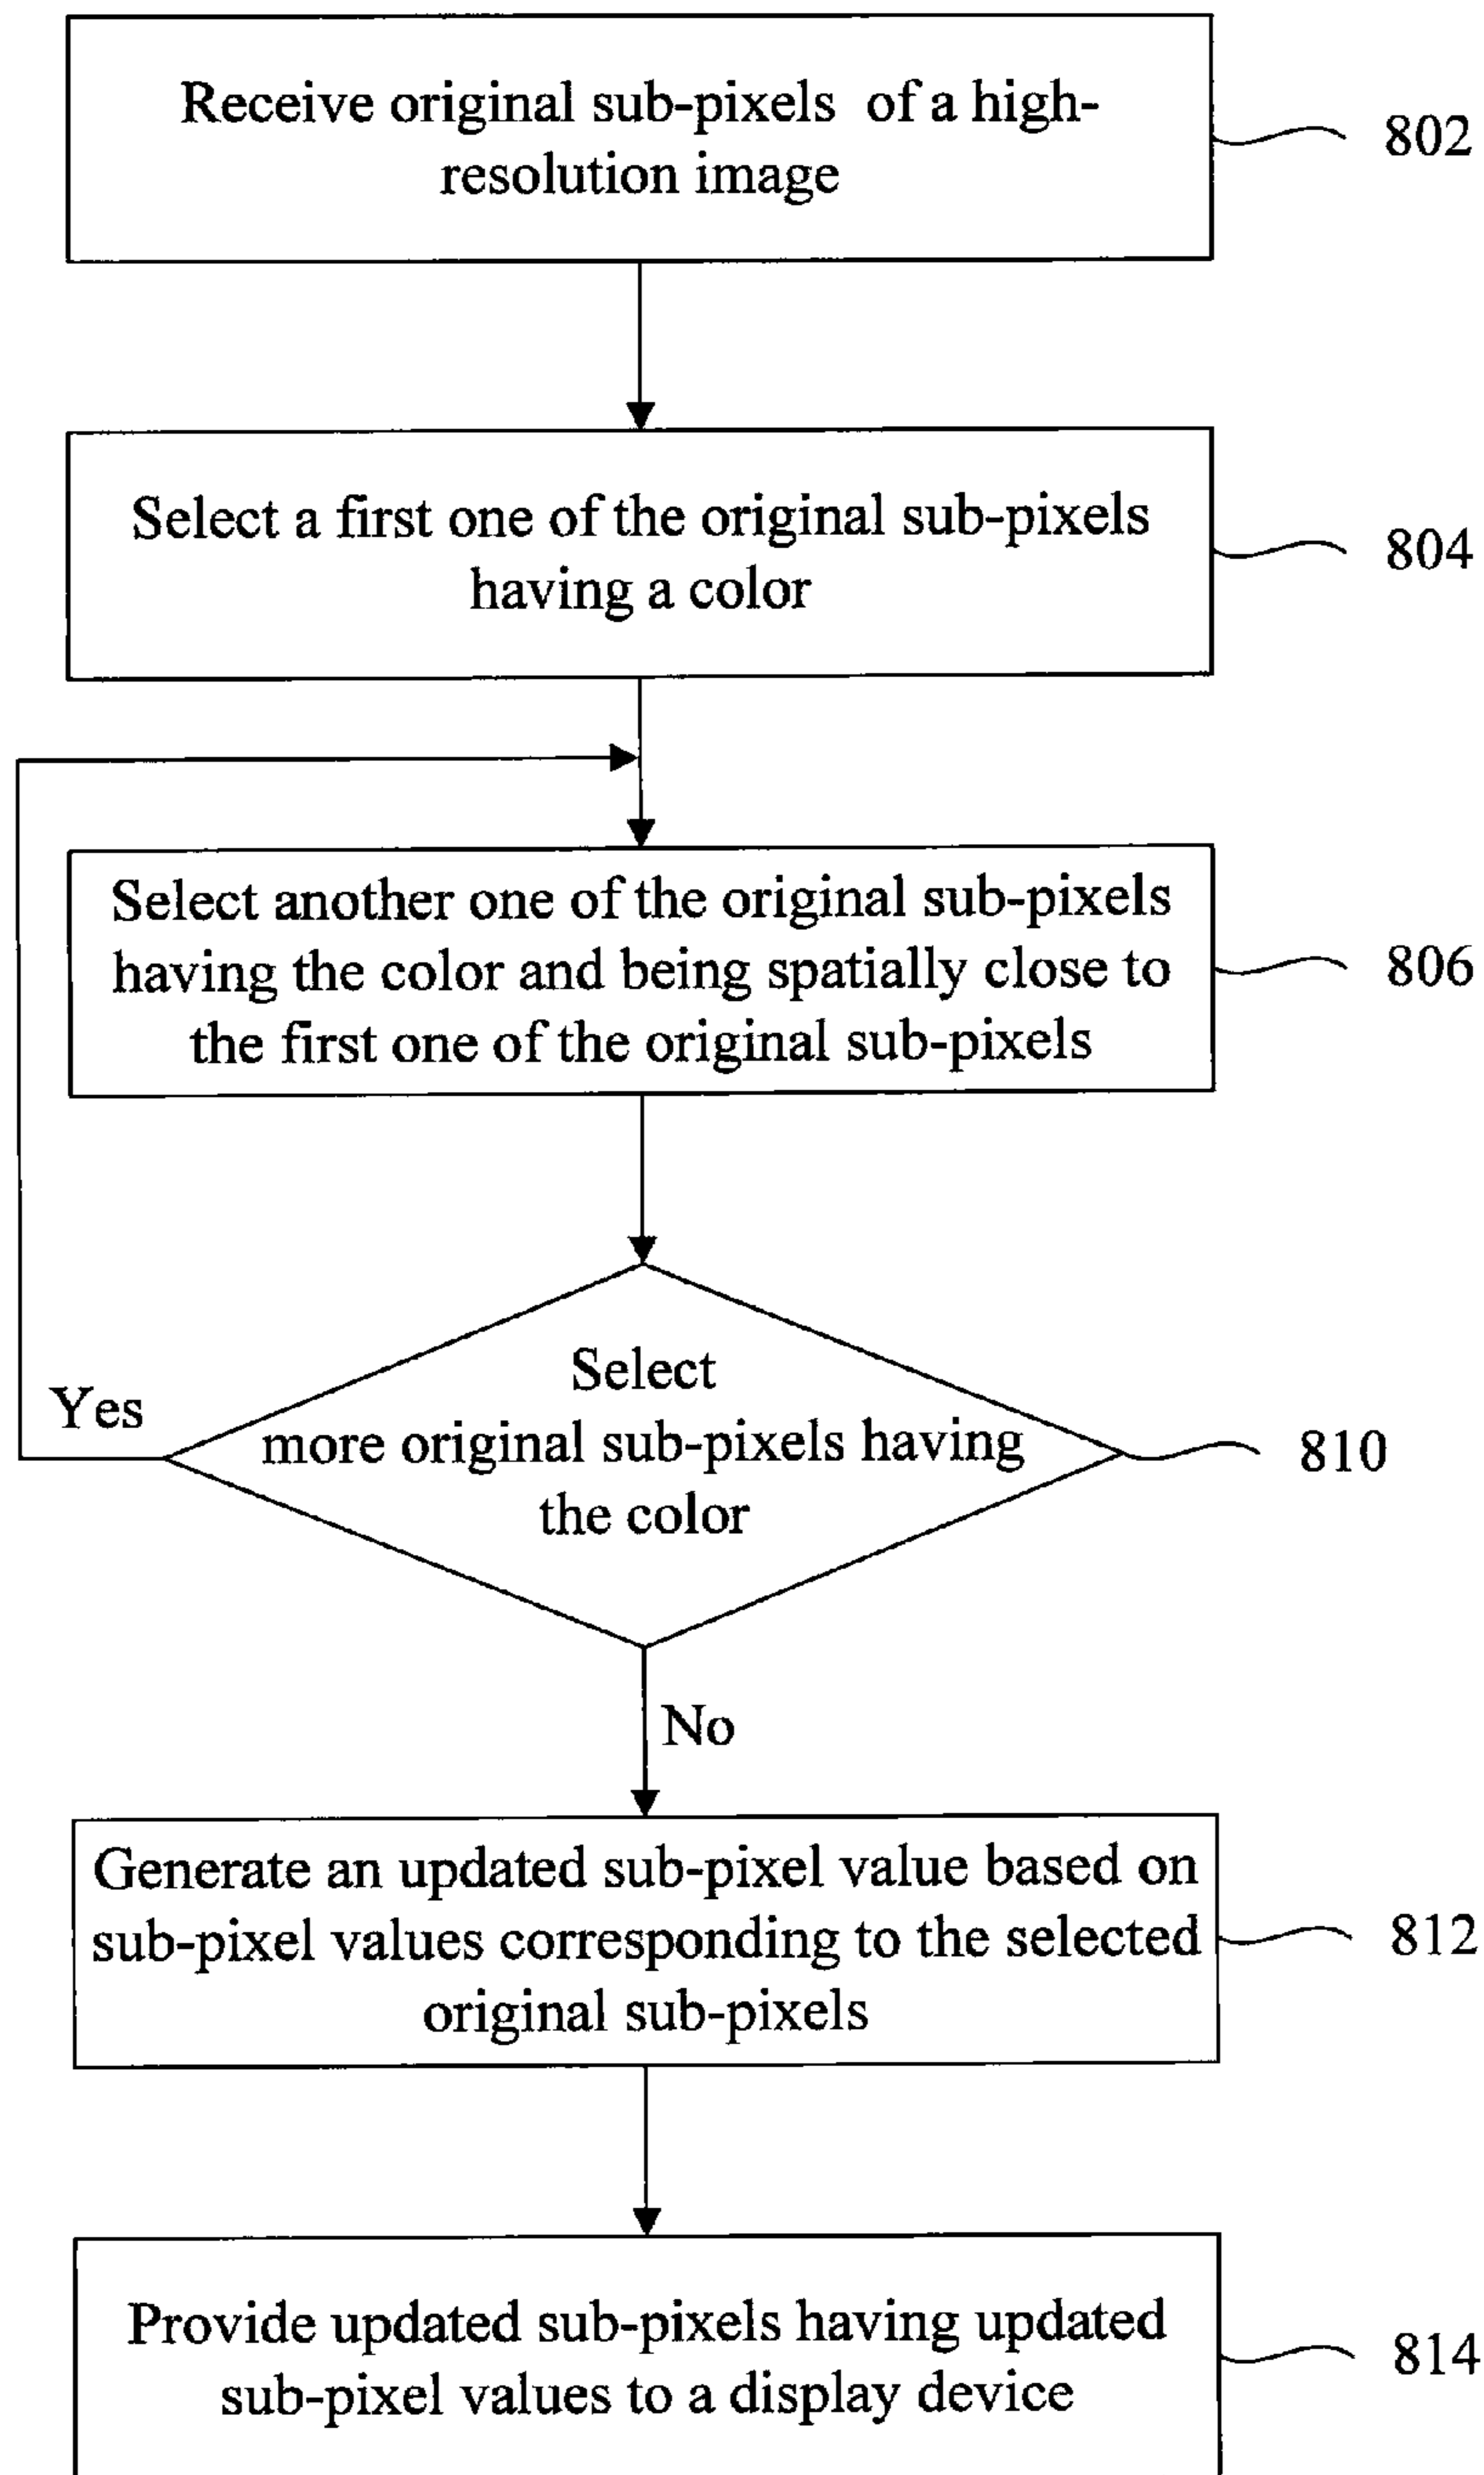 Receive original sub-pixels of a high-
resolution image
802
Select a first one of the original sub-pixels
having a color
804
Select another one of the original sub-pixels
having the color and being spatially close to
the first one of the original sub-pixels
806
Select
more original sub-pixels having
the color
810
Yes
No
Generate an updated sub-pixel value based on
sub-pixel values corresponding to the selected
original sub-pixels
812
Provide updated sub-pixels having updated
sub-pixel values to a display device
814